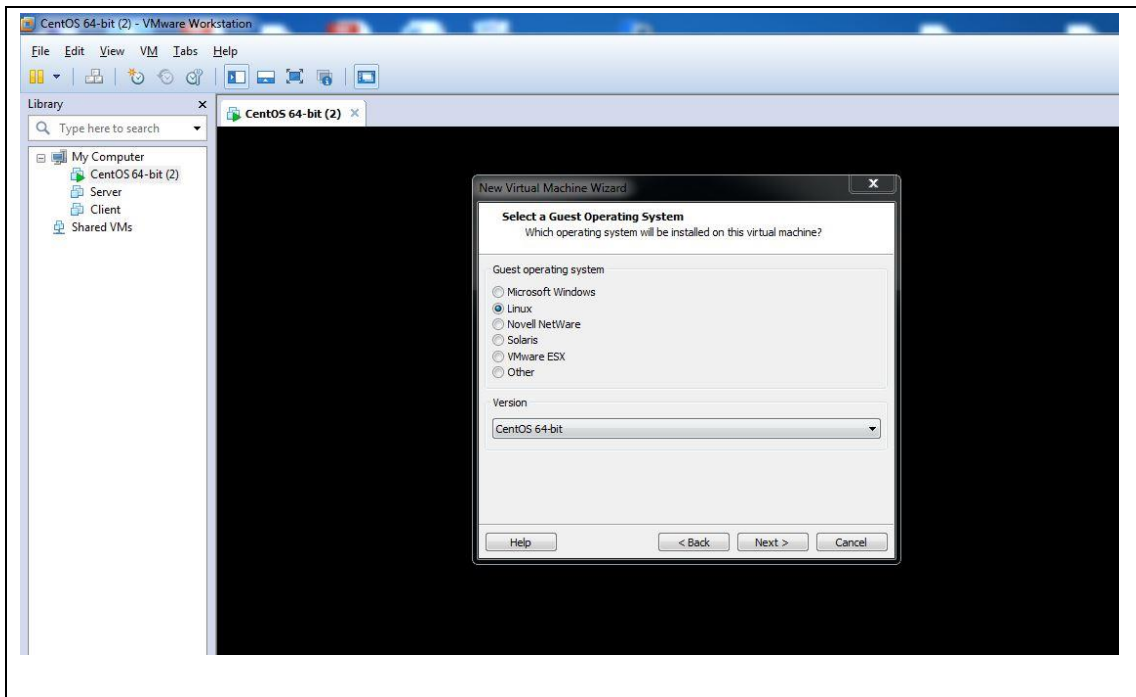 CentOS 64-bit (2) - VMware Workstation
File Edit View VM Tabs Help
Library
Type here to search
My Computer
CentOS 64-bit (2)
Server
Client
Shared VMs
CentOS 64-bit (2)
New Virtual Machine Wizard
Select a Guest Operating System
Which operating system will be installed on this virtual machine?
Guest operating system
Microsoft Windows
Linux
Novell NetWare
Solaris
VMware ESX
Other
Version
CentOS 64-bit
Help < Back Next > Cancel